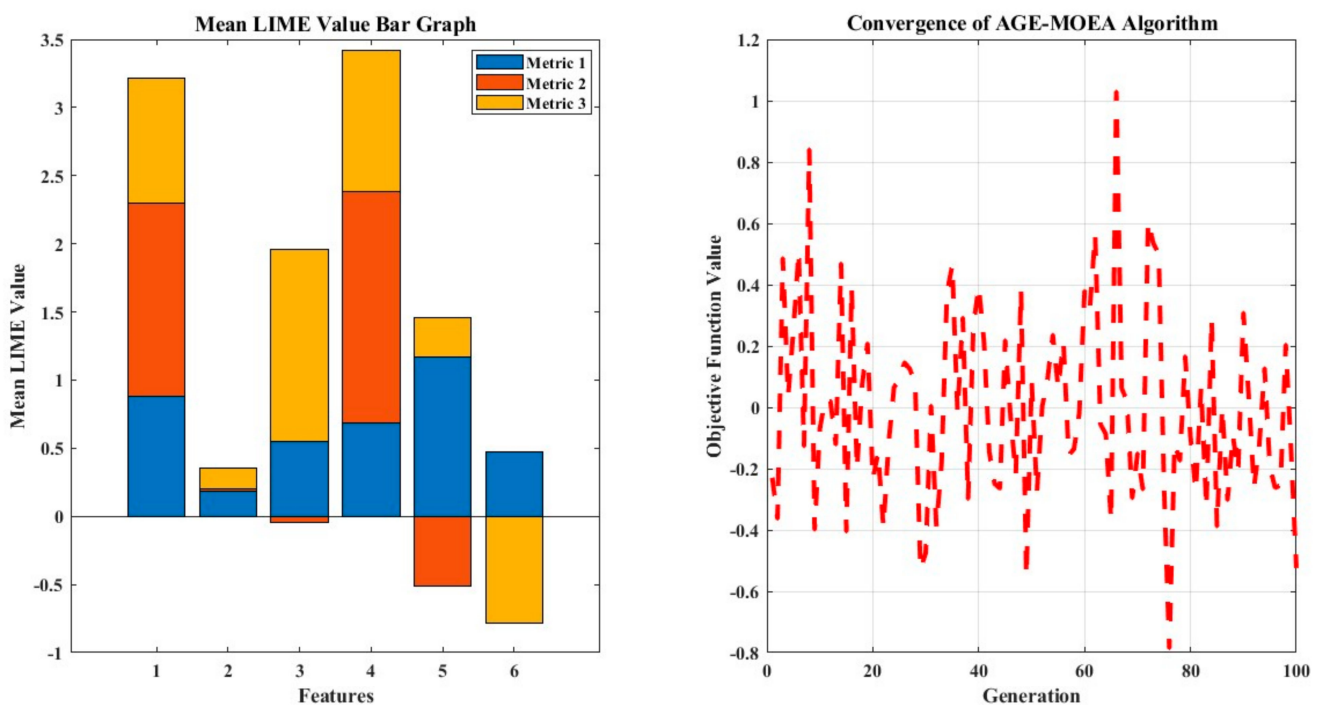 Mean LIME Value Bar Graph
3.5
3
2.5
2
1.5
1
0.5
0
-0.5
-1
Mean LIME Value
Metric 1
Metric 2
Metric 3
1 2 3 4 5 6
Features
Convergence of AGE-MOEA Algorithm
1.2
1
0.8
0.6
0.4
0.2
0
-0.2
-0.4
-0.6
-0.8
Objective Function Value
0 20 40 60 80 100
Generation